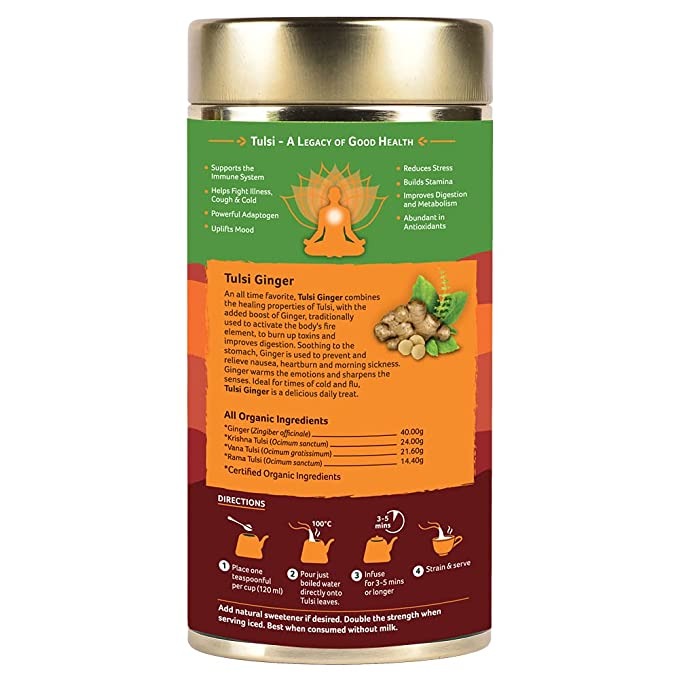 Tulsi – A Legacy of Good Health
• Supports the
Immune System
• Helps Fight Illness,
Cough & Cold
• Powerful Adaptogen
• Uplifts Mood
• Reduces Stress
• Builds Stamina
• Improves Digestion
and Metabolism
• Abundant in
Antioxidants
Tulsi Ginger
An all time favorite, Tulsi Ginger combines
the healing properties of Tulsi, with the
added boost of Ginger, traditionally
used to activate the body's fire
element, to burn up toxins and
improves digestion. Soothing to the
stomach, Ginger is used to prevent and
relieve nausea, heartburn and morning sickness.
Ginger warms the emotions and sharpens the
senses. Ideal for times of cold and flu,
Tulsi Ginger is a delicious daily treat.
All Organic Ingredients
*Ginger (Zingiber officinale) 40.00g
*Krishna Tulsi (Ocimum sanctum) 24.00g
*Vana Tulsi (Ocimum gratissimum) 21.60g
*Rama Tulsi (Ocimum sanctum) 14.40g
*Certified Organic Ingredients
DIRECTIONS
100°C
3-5
mins
1 Place one
teaspoonful
per cup (120 ml)
2 Pour just
boiled water
directly onto
Tulsi leaves.
3 Infuse
for 3-5 mins
or longer
4 Strain & serve
Add natural sweetener if desired. Double the strength when
serving iced. Best when consumed without milk.